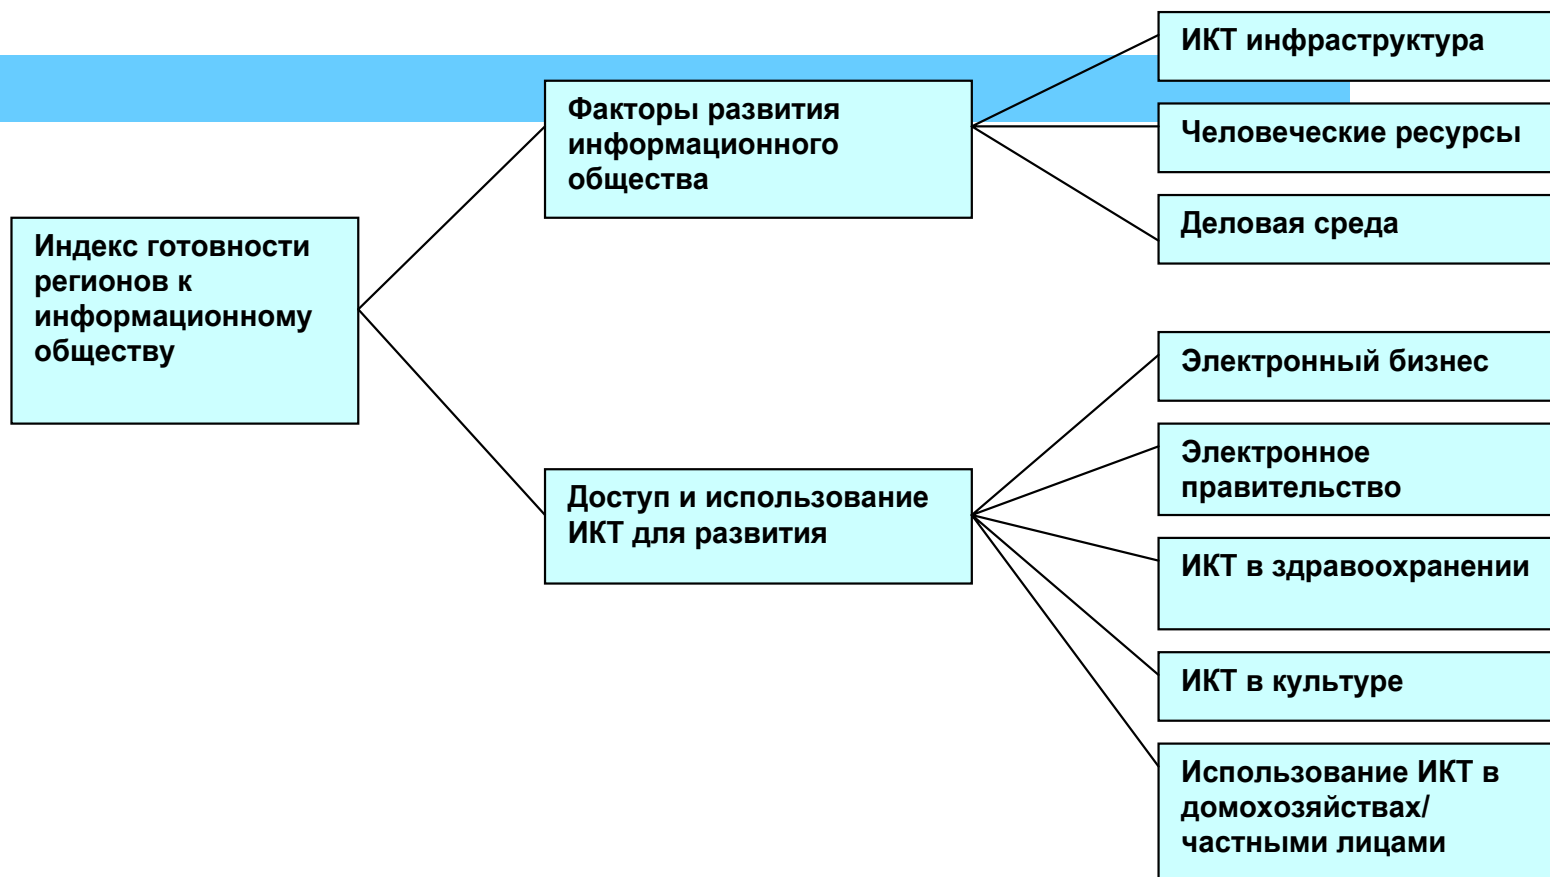 Индекс готовности
регионов к
информационному
обществу
Факторы развития
информационного
общества
Доступ и использование
ИКТ для развития
ИКТ инфраструктура
Человеческие ресурсы
Деловая среда
Электронный бизнес
Электронное
правительство
ИКТ в здравоохранении
ИКТ в культуре
Использование ИКТ в
домохозяйствах/
частными лицами